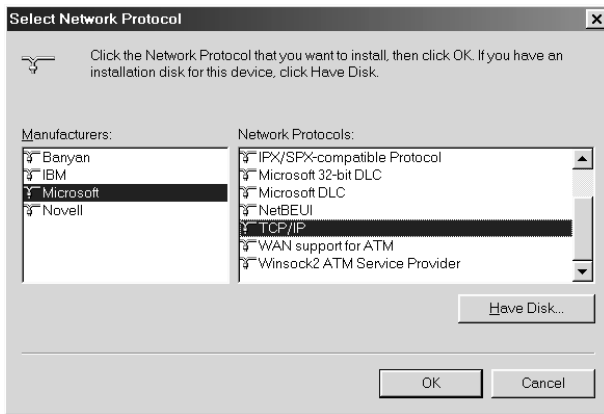 Select Network Protocol
Click the Network Protocol that you want to install, then click OK. If you have an
installation disk for this device, click Have Disk.
Manufacturers:
Banyan
IBM
Microsoft
Novell
Network Protocols:
IPX/SPX-compatible Protocol
Microsoft 32-bit DLC
Microsoft DLC
NetBEUI
TCP/IP
WAN support for ATM
Winsock2 ATM Service Provider
Have Disk...
OK
Cancel